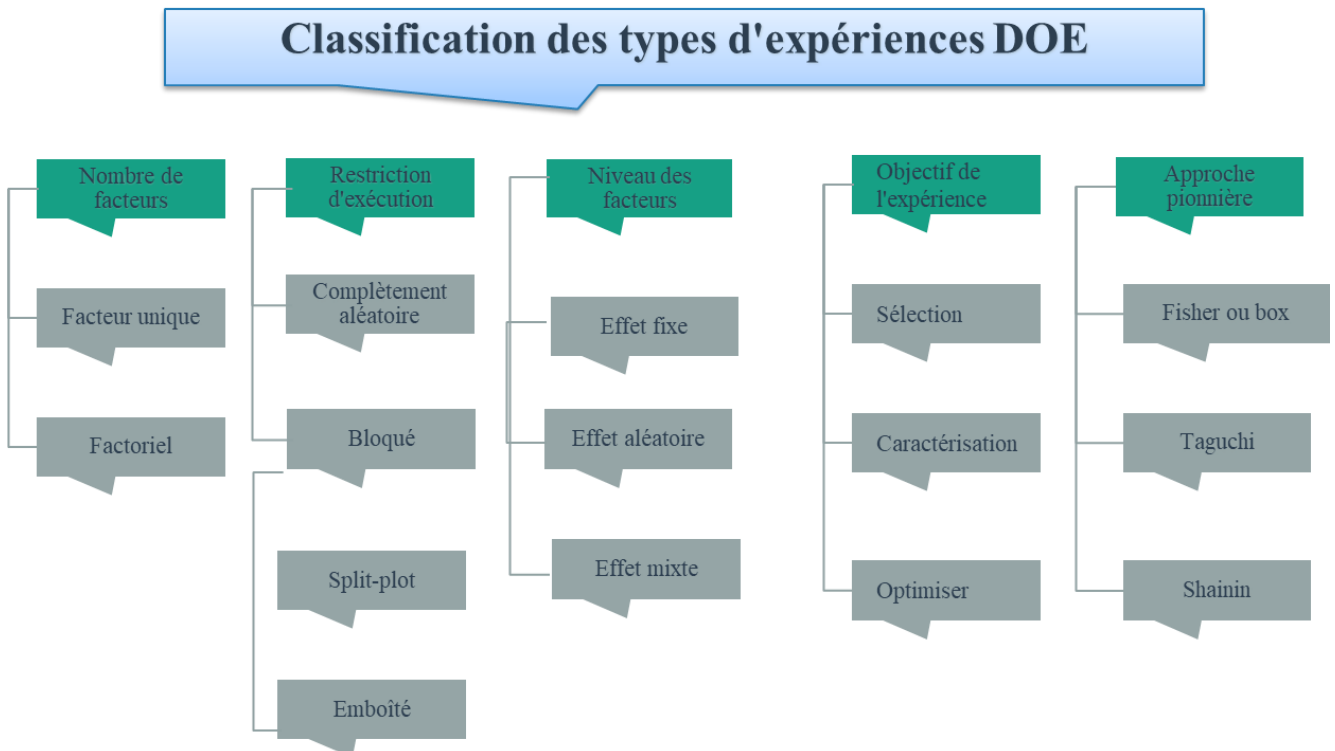 Classification des types d'expériences DOE
Nombre de
facteurs
Facteur unique
Factoriel
Restriction
d'exécution
Complètement
aléatoire
Bloqué
Split-plot
Emboîté
Niveau des
facteurs
Effet fixe
Effet aléatoire
Effet mixte
Objectif de
l'expérience
Sélection
Caractérisation
Optimiser
Approche
pionnière
Fisher ou box
Taguchi
Shainin